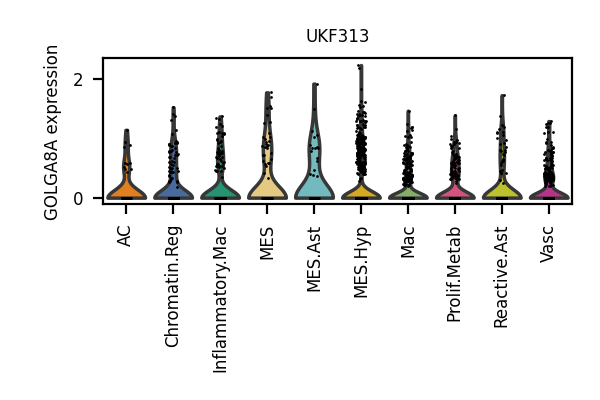 UKF313
GOLGA8A expression
2
0
AC
Chromatin.Reg
Inflammatory.Mac
MES
MES.Ast
MES.Hyp
Mac
Prolif.Metab
Reactive.Ast
Vasc